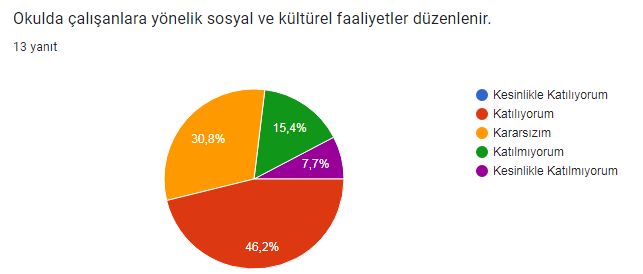 Okulda çalışanlara yönelik sosyal ve kültürel faaliyetler düzenlenir.
13 yanıt
Kesinlikle Katılıyorum
Katılıyorum
Kararsızım
Katılmıyorum
Kesinlikle Katılmıyorum
30,8%
15,4%
7,7%
46,2%